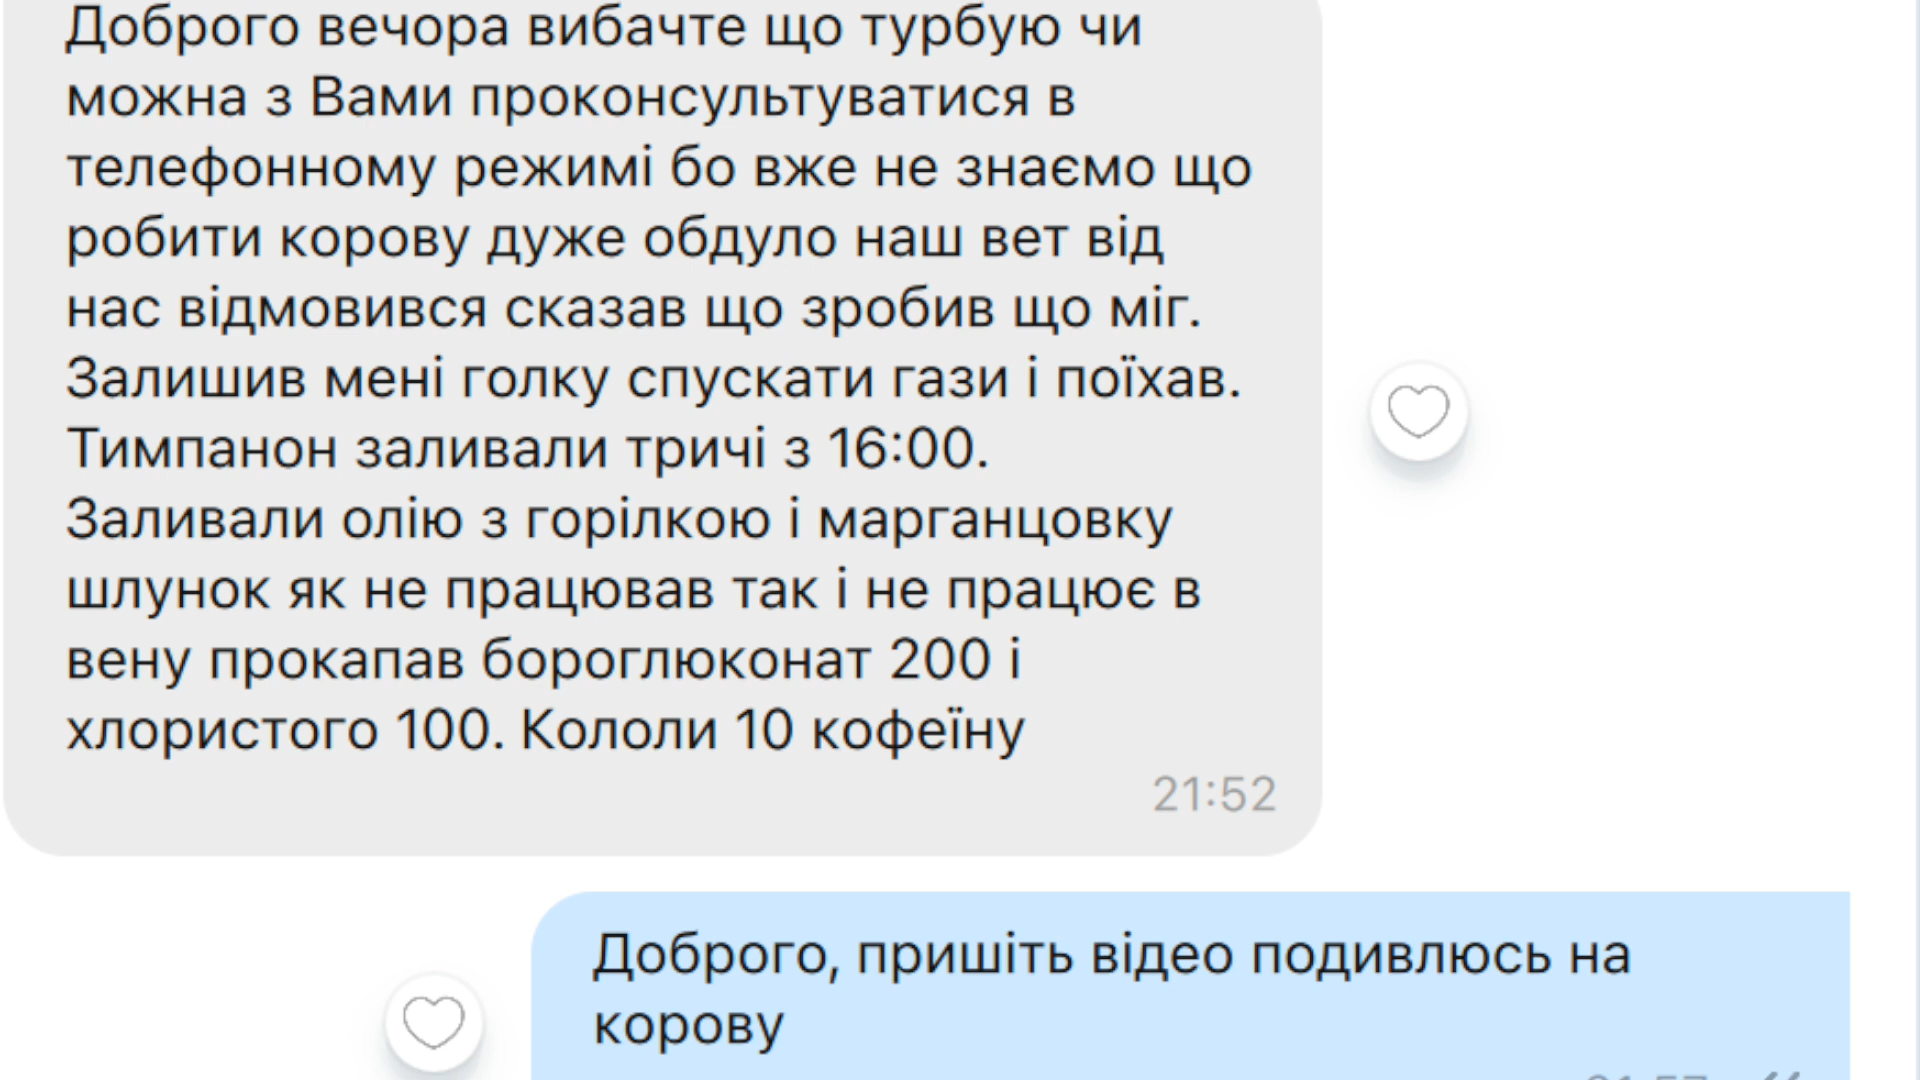 Доброго вечора вибачте що турбую чи
можна з Вами проконсультуватися в
телефонному режимі бо вже не знаємо що
робити корову дуже обдуло наш вет від
нас відмовився сказав що зробив що міг.
Залишив мені голку спускати гази і поїхав.
Тимпанон заливали тричі з 16:00.
Заливали олію з горілкою і марганцовку
шлунок як не працював так і не працює в
вену прокапав бороглюконат 200 і
хлористого 100. Кололи 10 кофеїну
21:52
Доброго, пришіть відео подивлюсь на
корову